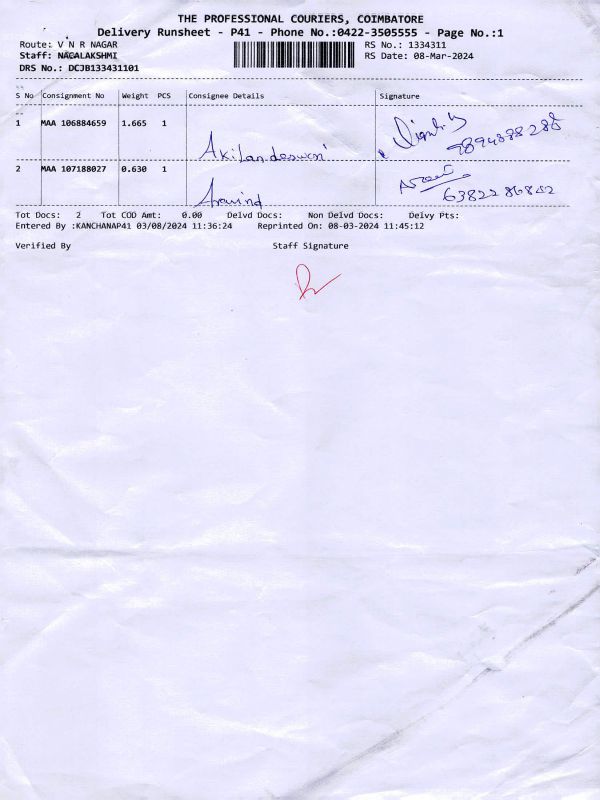 THE PROFESSIONAL COURIERS, COIMBATORE
Delivery Runsheet - P41 - Phone No.:0422-3505555 - Page No.:1
Route: V N R NAGAR RS No.: 1334311
Staff: NAGALAKSHMI RS Date: 08-Mar-2024
DRS No.: DCJB133431101
S No Consignment No Weight PCS Consignee Details Signature
1 MAA 106884659 1.665 1
Akilandeswari 9894388288
2 MAA 107188027 0.630 1
Aravind 6382286852
Tot Docs: 2 Tot COD Amt: 0.00 Delvd Docs: Non Delvd Docs: Delvy Pts:
Entered By :KANCHANAP41 03/08/2024 11:36:24 Reprinted On: 08-03-2024 11:45:12
Verified By Staff Signature